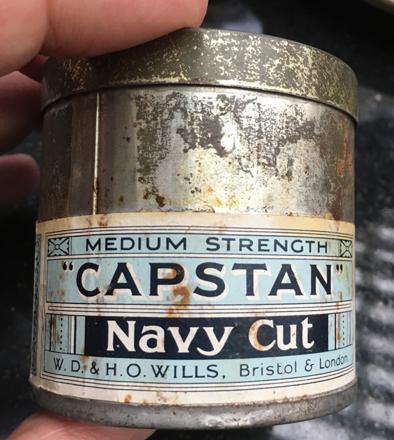 MEDIUM STRENGTH
"CAPSTAN"
Navy Cut
W. D. & H. O. WILLS, Bristol & London.